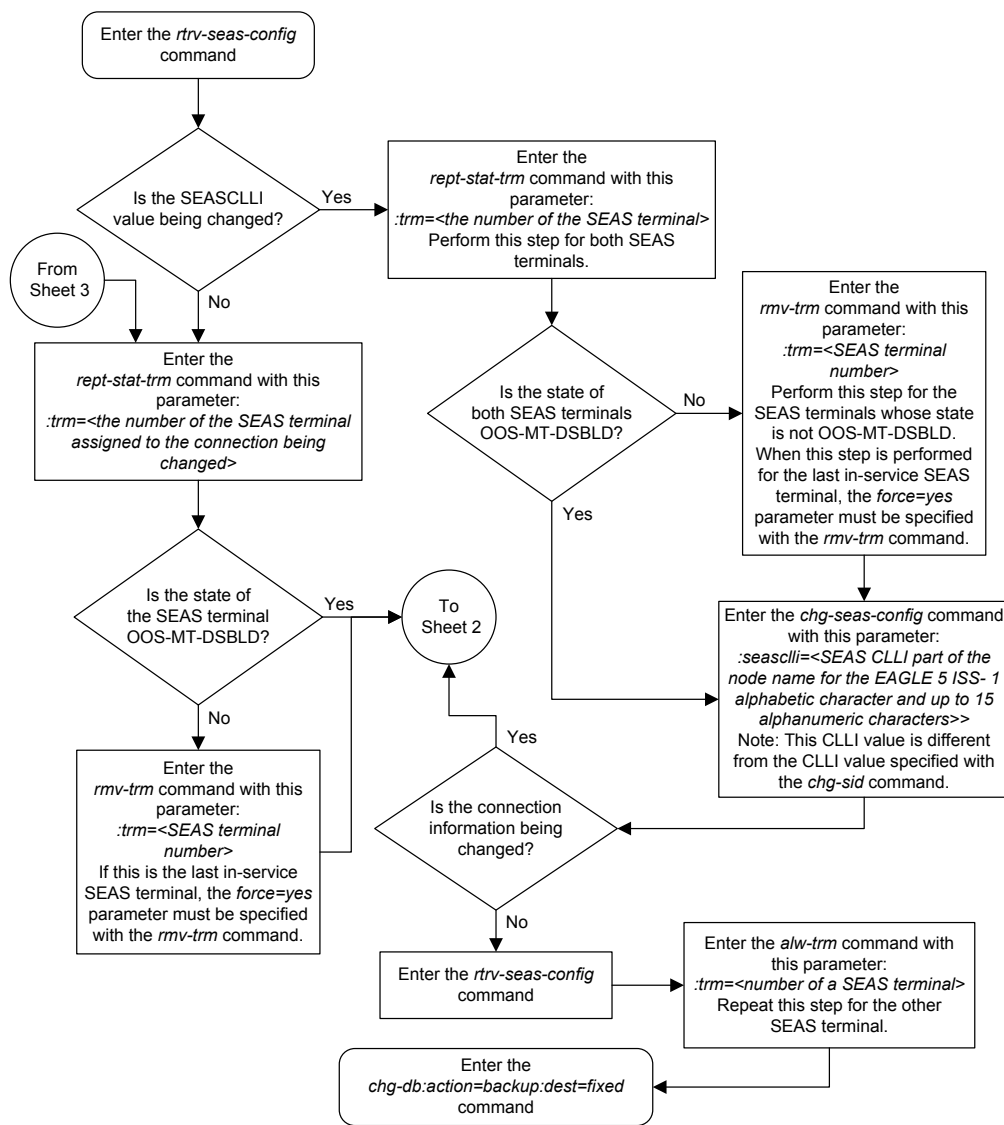 Enter the rtrv-seas-config
command
Is the SEASCLLI
value being changed?
Yes
No
Enter the
rept-stat-trm command with this
parameter:
:trm=<the number of the SEAS terminal>
Perform this step for both SEAS
terminals.
From
Sheet 3
Enter the
rept-stat-trm command with this
parameter:
:trm=<the number of the SEAS terminal
assigned to the connection being
changed>
Is the state of
both SEAS terminals
OOS-MT-DSBLD?
No
Yes
Enter the
rmv-trm command with this
parameter:
:trm=<SEAS terminal
number>
Perform this step for the
SEAS terminals whose state
is not OOS-MT-DSBLD.
When this step is performed
for the last in-service SEAS
terminal, the force=yes
parameter must be specified
with the rmv-trm command.
Is the state of
the SEAS terminal
OOS-MT-DSBLD?
Yes
No
To
Sheet 2
Enter the chg-seas-config command
with this parameter:
:seasclli=<SEAS CLLI part of the
node name for the EAGLE 5 ISS- 1
alphabetic character and up to 15
alphanumeric characters>>
Note: This CLLI value is different
from the CLLI value specified with
the chg-sid command.
Enter the
rmv-trm command with this
parameter:
:trm=<SEAS terminal
number>
If this is the last in-service
SEAS terminal, the force=yes
parameter must be specified
with the rmv-trm command.
Yes
Is the connection
information being
changed?
No
Enter the rtrv-seas-config
command
Enter the alw-trm command with
this parameter:
:trm=<number of a SEAS terminal>
Repeat this step for the other
SEAS terminal.
Enter the
chg-db:action=backup:dest=fixed
command